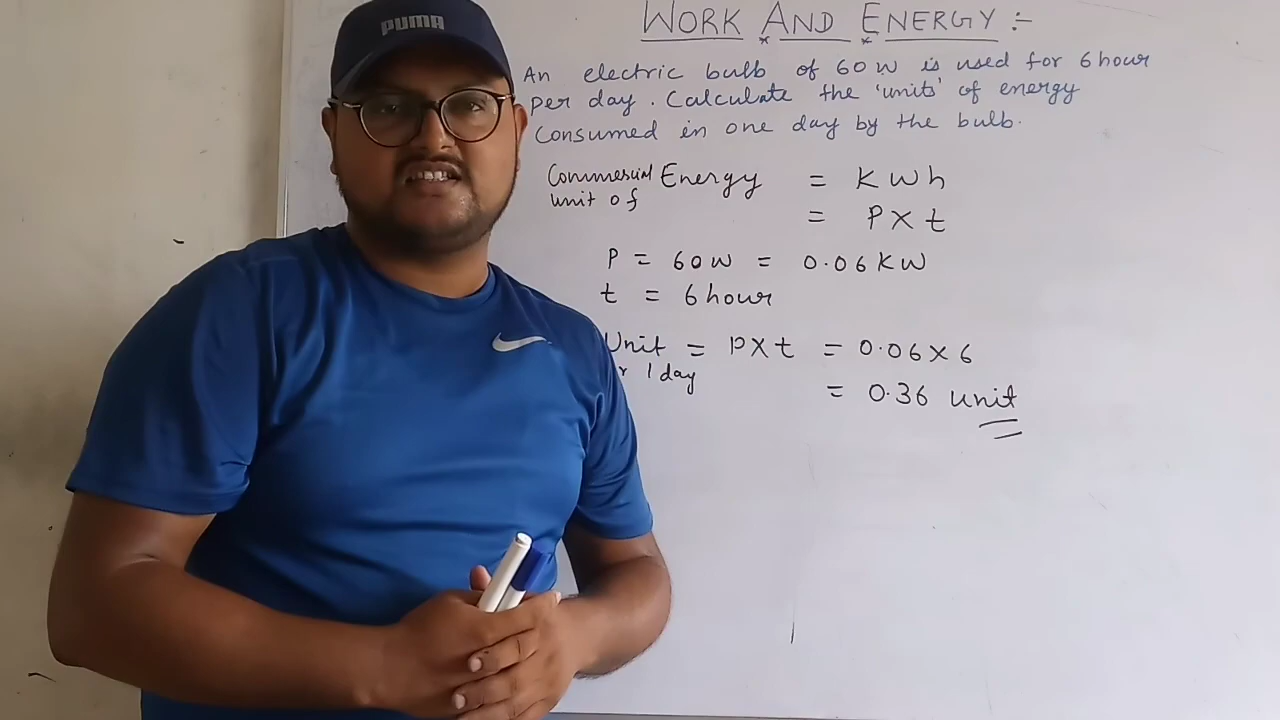 PUMA
WORK AND ENERGY :-
An electric bulb of 60W is used for 6 hour
per day. Calculate the 'units' of energy
Consumed in one day by the bulb.
Commercial Energy = KWh
unit of
= P X t
P = 60W = 0.06 KW
t = 6 hour
Unit = P X t = 0.06 X 6
1 day
= 0.36 unit